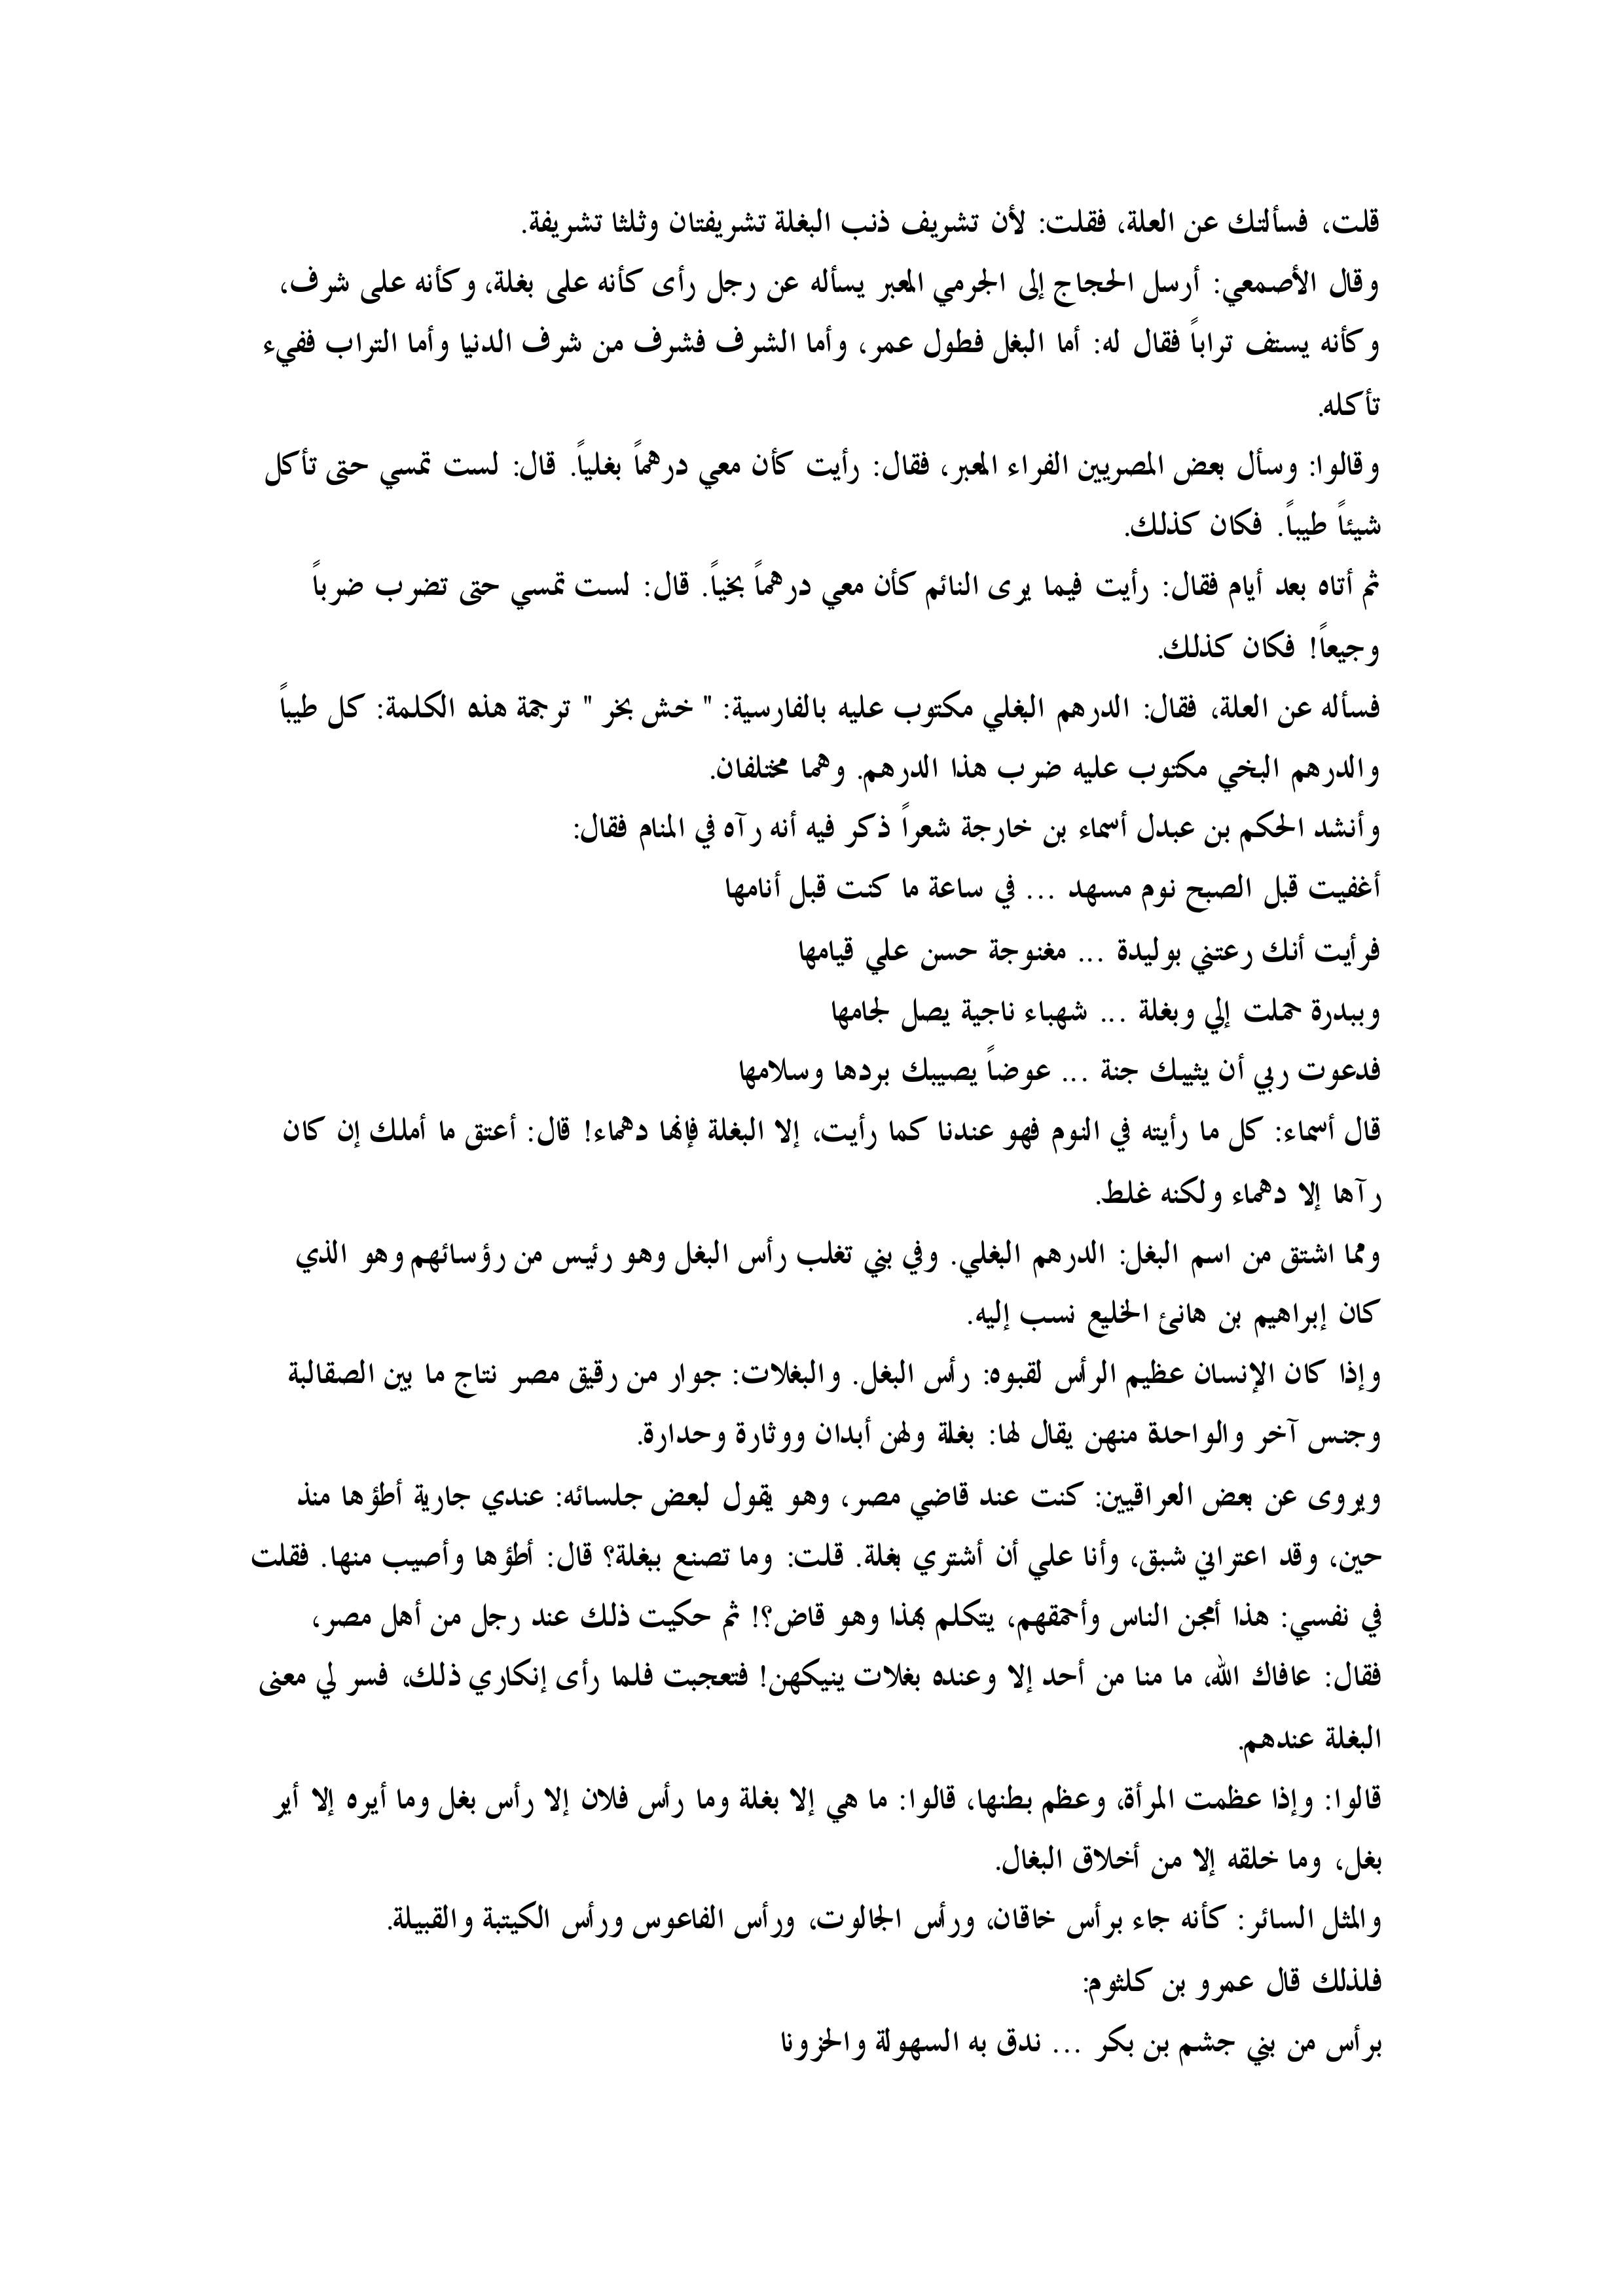 قلت، فسألتك عن العلة، فقلت: لأن تشريف ذنب البغلة تشريفتان وثلثا تشريفة.
وقال الأصمعي: أرسل الحجاج إلى الجرمي المعبر يسأله عن رجل رأى كأنه على بغلة، وكأنه على شرف،
وكأنه يستف تراباً فقال له: أما البغل فطول عمر، وأما الشرف فشرف من شرف الدنيا وأما التراب ففيء
تأكله.
وقالوا: وسأل بعض المصريين الفراء المعبر، فقال: رأيت كأن معي درهماً بغلياً. قال: لست تمسي حتى تأكل
شيئاً طيباً. فكان كذلك.
ثم أتاه بعد أيام فقال: رأيت فيما يرى النائم كأن معي درهماً بخياً. قال: لست تمسي حتى تضرب ضرباً
وجيعاً! فكان كذلك.
فسأله عن العلة، فقال: الدرهم البغلي مكتوب عليه بالفارسية: " خش بخر " ترجمة هذه الكلمة: كل طيباً
والدرهم البخي مكتوب عليه ضرب هذا الدرهم. وهما مختلفان.
وأنشد الحكم بن عبدل أسماء بن خارجة شعراً ذكر فيه أنه رآه في المنام فقال:
أغفيت قبل الصبح نوم مسهد ... في ساعة ما كنت قبل أنامها
فرأيت أنك رعتني بوليدة ... مغنوجة حسن علي قيامها
وببدرة حملت إلي وبغلة ... شهباء ناجية يصل لجامها
فدعوت ربي أن يثيبك جنة ... عوضاً يصيبك بردها وسلامها
قال أسماء: كل ما رأيته في النوم فهو عندنا كما رأيت، إلا البغلة فإنها دهماء! قال: أعتق ما أملك إن كان
رآها إلا دهماء ولكنه غلط.
ومما اشتق من اسم البغل: الدرهم البغلي. وفي بني تغلب رأس البغل وهو رئيس من رؤسائهم وهو الذي
كان إبراهيم بن هانئ الخليع نسب إليه.
وإذا كان الإنسان عظيم الرأس لقبوه: رأس البغل. والبغلات: جوار من رقيق مصر نتاج ما بين الصقالبة
وجنس آخر والواحدة منهن يقال لها: بغلة ولهن أبدان ووثارة وحدارة.
ويروى عن بعض العراقيين: كنت عند قاضي مصر، وهو يقول لبعض جلسائه: عندي جارية أطؤها منذ
حين، وقد اعتراني شبق، وأنا علي أن أشتري بغلة. قلت: وما تصنع ببغلة؟ قال: أطؤها وأصيب منها. فقلت
في نفسي: هذا أمجن الناس وأحمقهم، يتكلم بهذا وهو قاض؟! ثم حكيت ذلك عند رجل من أهل مصر،
فقال: عافاك الله، ما منا من أحد إلا وعنده بغلات ينيكهن! فتعجبت فلما رأى إنكاري ذلك، فسر لي معنى
البغلة عندهم.
قالوا: وإذا عظمت المرأة، وعظم بطنها، قالوا: ما هي إلا بغلة وما رأس فلان إلا رأس بغل وما أيره إلا أير
بغل، وما خلقه إلا من أخلاق البغال.
والمثل السائر: كأنه جاء برأس خاقان، ورأس الجالوت، ورأس الفاعوس ورأس الكيتبة والقبيلة.
فلذلك قال عمرو بن كلثوم:
برأس من بني جشم بن بكر ... ندق به السهولة والحزونا